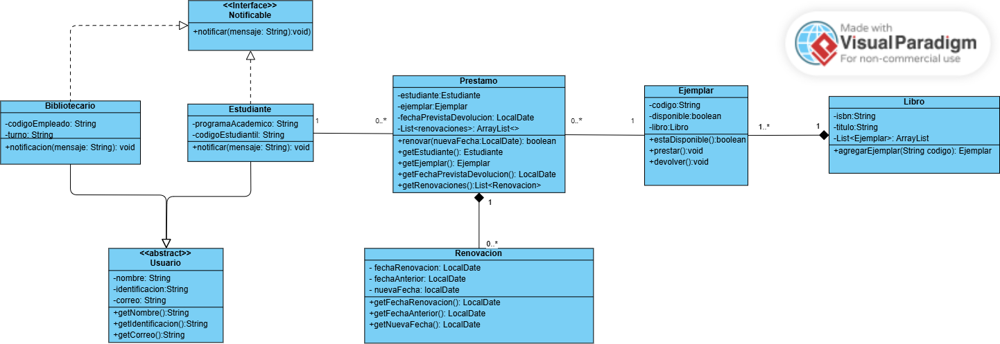 <<Interface>>
Notificable
+notificar(mensaje: String):void)
Made with
Visual Paradigm
For non-commercial use
Bibliotecario
-codigoEmpleado: String
-turno: String
+notificacion(mensaje: String): void
Estudiante
-programaAcademico: String
-codigoEstudiantil: String
+notificar(mensaje: String): void
1
0..*
Prestamo
-estudiante:Estudiante
-ejemplar:Ejemplar
-fechaPrevistaDevolucion: LocalDate
-List<renovaciones>: ArrayList<>
+renovar(nuevaFecha:LocalDate): boolean
+getEstudiante(): Estudiante
+getEjemplar(): Ejemplar
+getFechaPrevistaDevolucion(): LocalDate
+getRenovaciones():List<Renovacion>
0..*
1
Ejemplar
-codigo:String
-disponible:boolean
-libro:Libro
+estaDisponible():boolean
+prestar():void
+devolver():void
1..*
1
Libro
-isbn:String
-titulo:String
-List<Ejemplar>: ArrayList
+agregarEjemplar(String codigo): Ejemplar
1
0..*
<<abstract>>
Usuario
-nombre: String
-identificacion:String
-correo: String
+getNombre():String
+getIdentificacion():String
+getCorreo():String
Renovacion
- fechaRenovacion: LocalDate
- fechaAnterior: LocalDate
- nuevaFecha: localDate
+getFechaRenovacion(): LocalDate
+getFechaAnterior(): LocalDate
+getNuevaFecha(): LocalDate